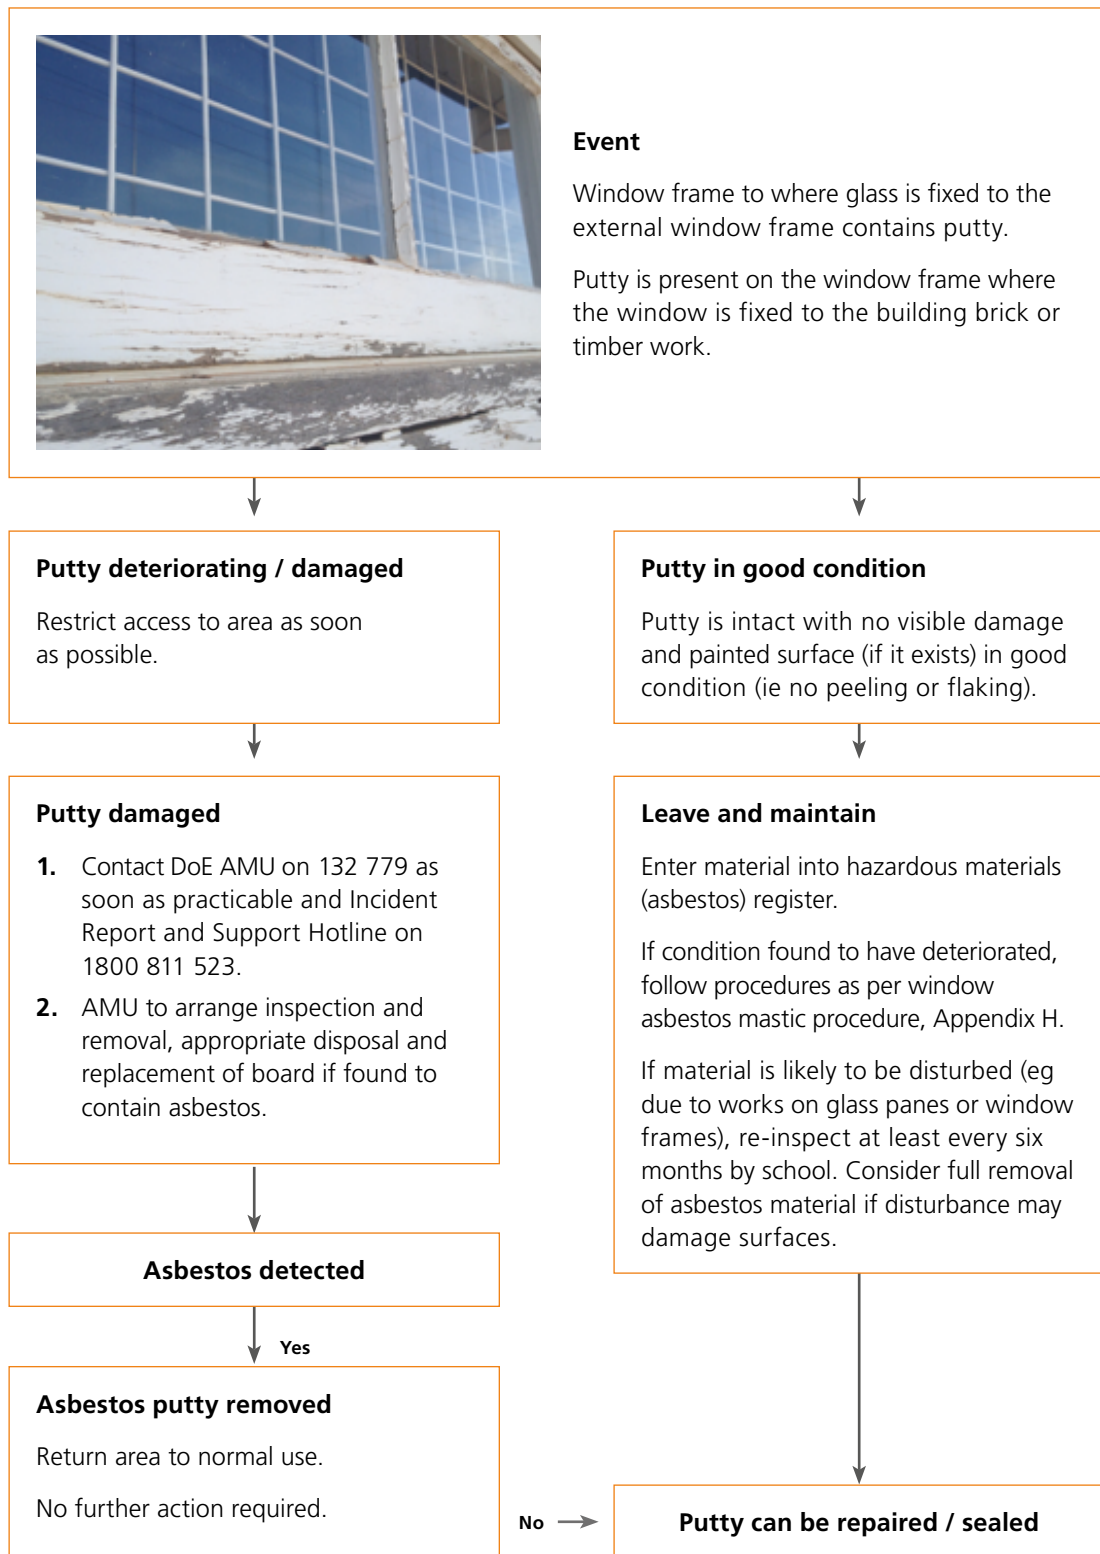 Event
Window frame to where glass is fixed to the
external window frame contains putty.
Putty is present on the window frame where
the window is fixed to the building brick or
timber work.
Putty deteriorating / damaged
Restrict access to area as soon
as possible.
Putty in good condition
Putty is intact with no visible damage
and painted surface (if it exists) in good
condition (ie no peeling or flaking).
Putty damaged
1. Contact DoE AMU on 132 779 as
soon as practicable and Incident
Report and Support Hotline on
1800 811 523.
2. AMU to arrange inspection and
removal, appropriate disposal and
replacement of board if found to
contain asbestos.
Leave and maintain
Enter material into hazardous materials
(asbestos) register.
If condition found to have deteriorated,
follow procedures as per window
asbestos mastic procedure, Appendix H.
If material is likely to be disturbed (eg
due to works on glass panes or window
frames), re-inspect at least every six
months by school. Consider full removal
of asbestos material if disturbance may
damage surfaces.
Asbestos detected
Yes
Asbestos putty removed
Return area to normal use.
No further action required.
No
Putty can be repaired / sealed